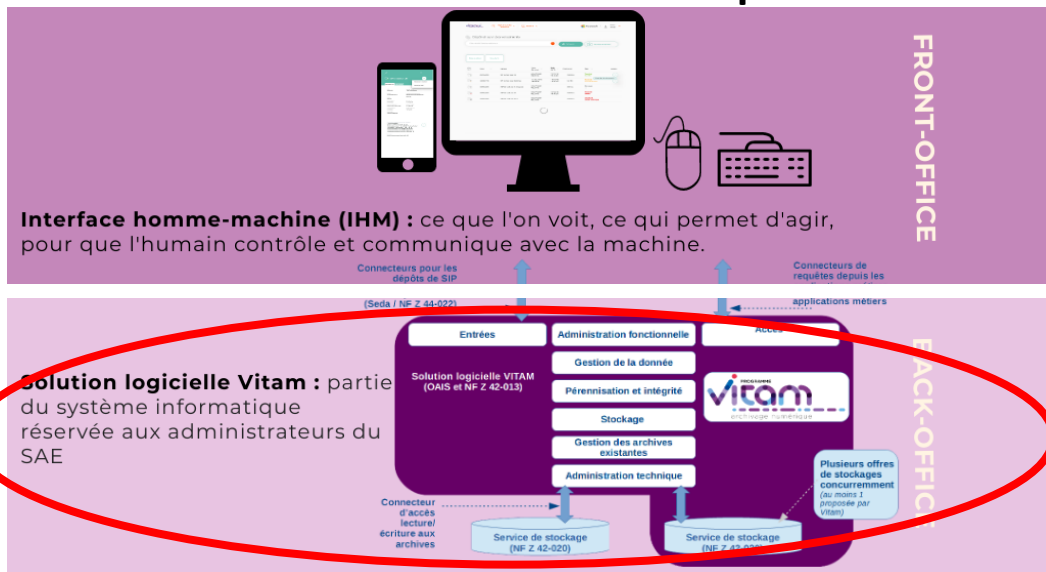 FRONT-OFFICE
Interface homme-machine (IHM) : ce que l'on voit, ce qui permet d'agir,
pour que l'humain contrôle et communique avec la machine.
Connecteurs pour les
dépôts de SIP
(Seda / NF Z 44-022)
Connecteurs de
requêtes depuis les
applications métiers
BACK-OFFICE
Solution logicielle Vitam : partie
du système informatique
réservée aux administrateurs du
SAE
Entrées
Administration fonctionnelle
Accès
Solution logicielle VITAM
(OAIS et NF Z 42-013)
Gestion de la donnée
Pérennisation et intégrité
Stockage
Gestion des archives
existantes
Administration technique
PROGRAMME
vitam
archivage numérique
Plusieurs offres
de stockages
concurremment
(au moins 1
proposée par
Vitam)
Connecteur
d'accès
lecture/
écriture aux
archives
Service de stockage
(NF Z 42-020)
Service de stockage
(NF Z